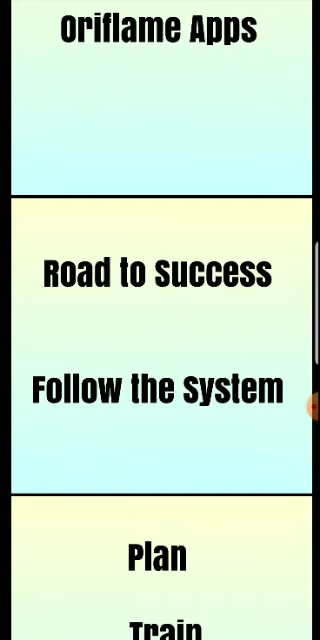 Oriflame Apps
Road to Success
Follow the System
Plan
Train